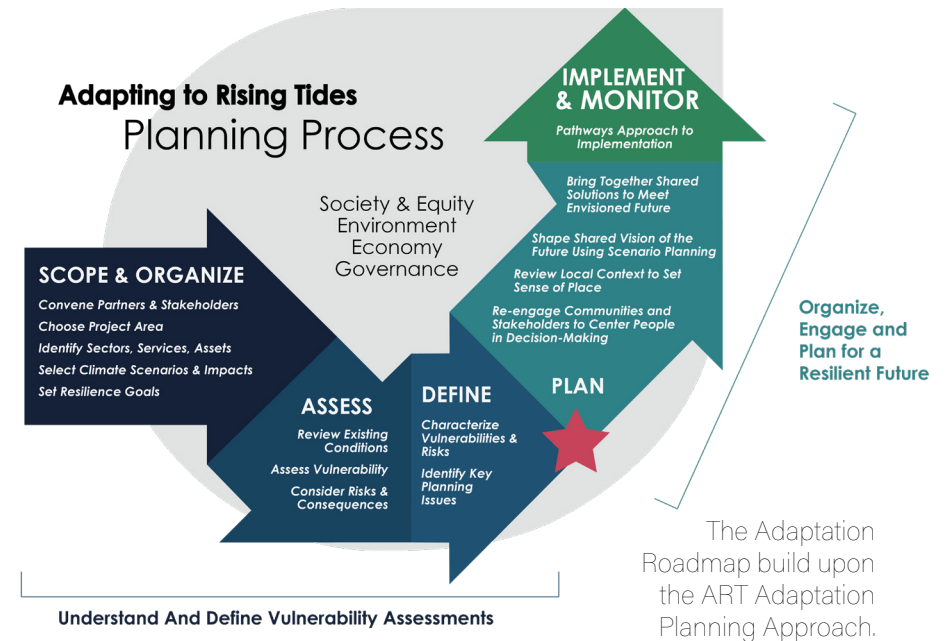 Adapting to Rising Tides
Planning Process
Society & Equity
Environment
Economy
Governance
SCOPE & ORGANIZE
Convene Partners & Stakeholders
Choose Project Area
Identify Sectors, Services, Assets
Select Climate Scenarios & Impacts
Set Resilience Goals
ASSESS
Review Existing
Conditions
Assess Vulnerability
Consider Risks &
Consequences
DEFINE
Characterize
Vulnerabilities &
Risks
Identify Key
Planning
Issues
PLAN
Re-engage Communities and
Stakeholders to Center People
in Decision-Making
Review Local Context to Set
Sense of Place
Shape Shared Vision of the
Future Using Scenario Planning
Bring Together Shared
Solutions to Meet
Envisioned Future
IMPLEMENT
& MONITOR
Pathways Approach to
Implementation
Organize,
Engage and
Plan for a
Resilient Future
Understand And Define Vulnerability Assessments
The Adaptation
Roadmap build upon
the ART Adaptation
Planning Approach.